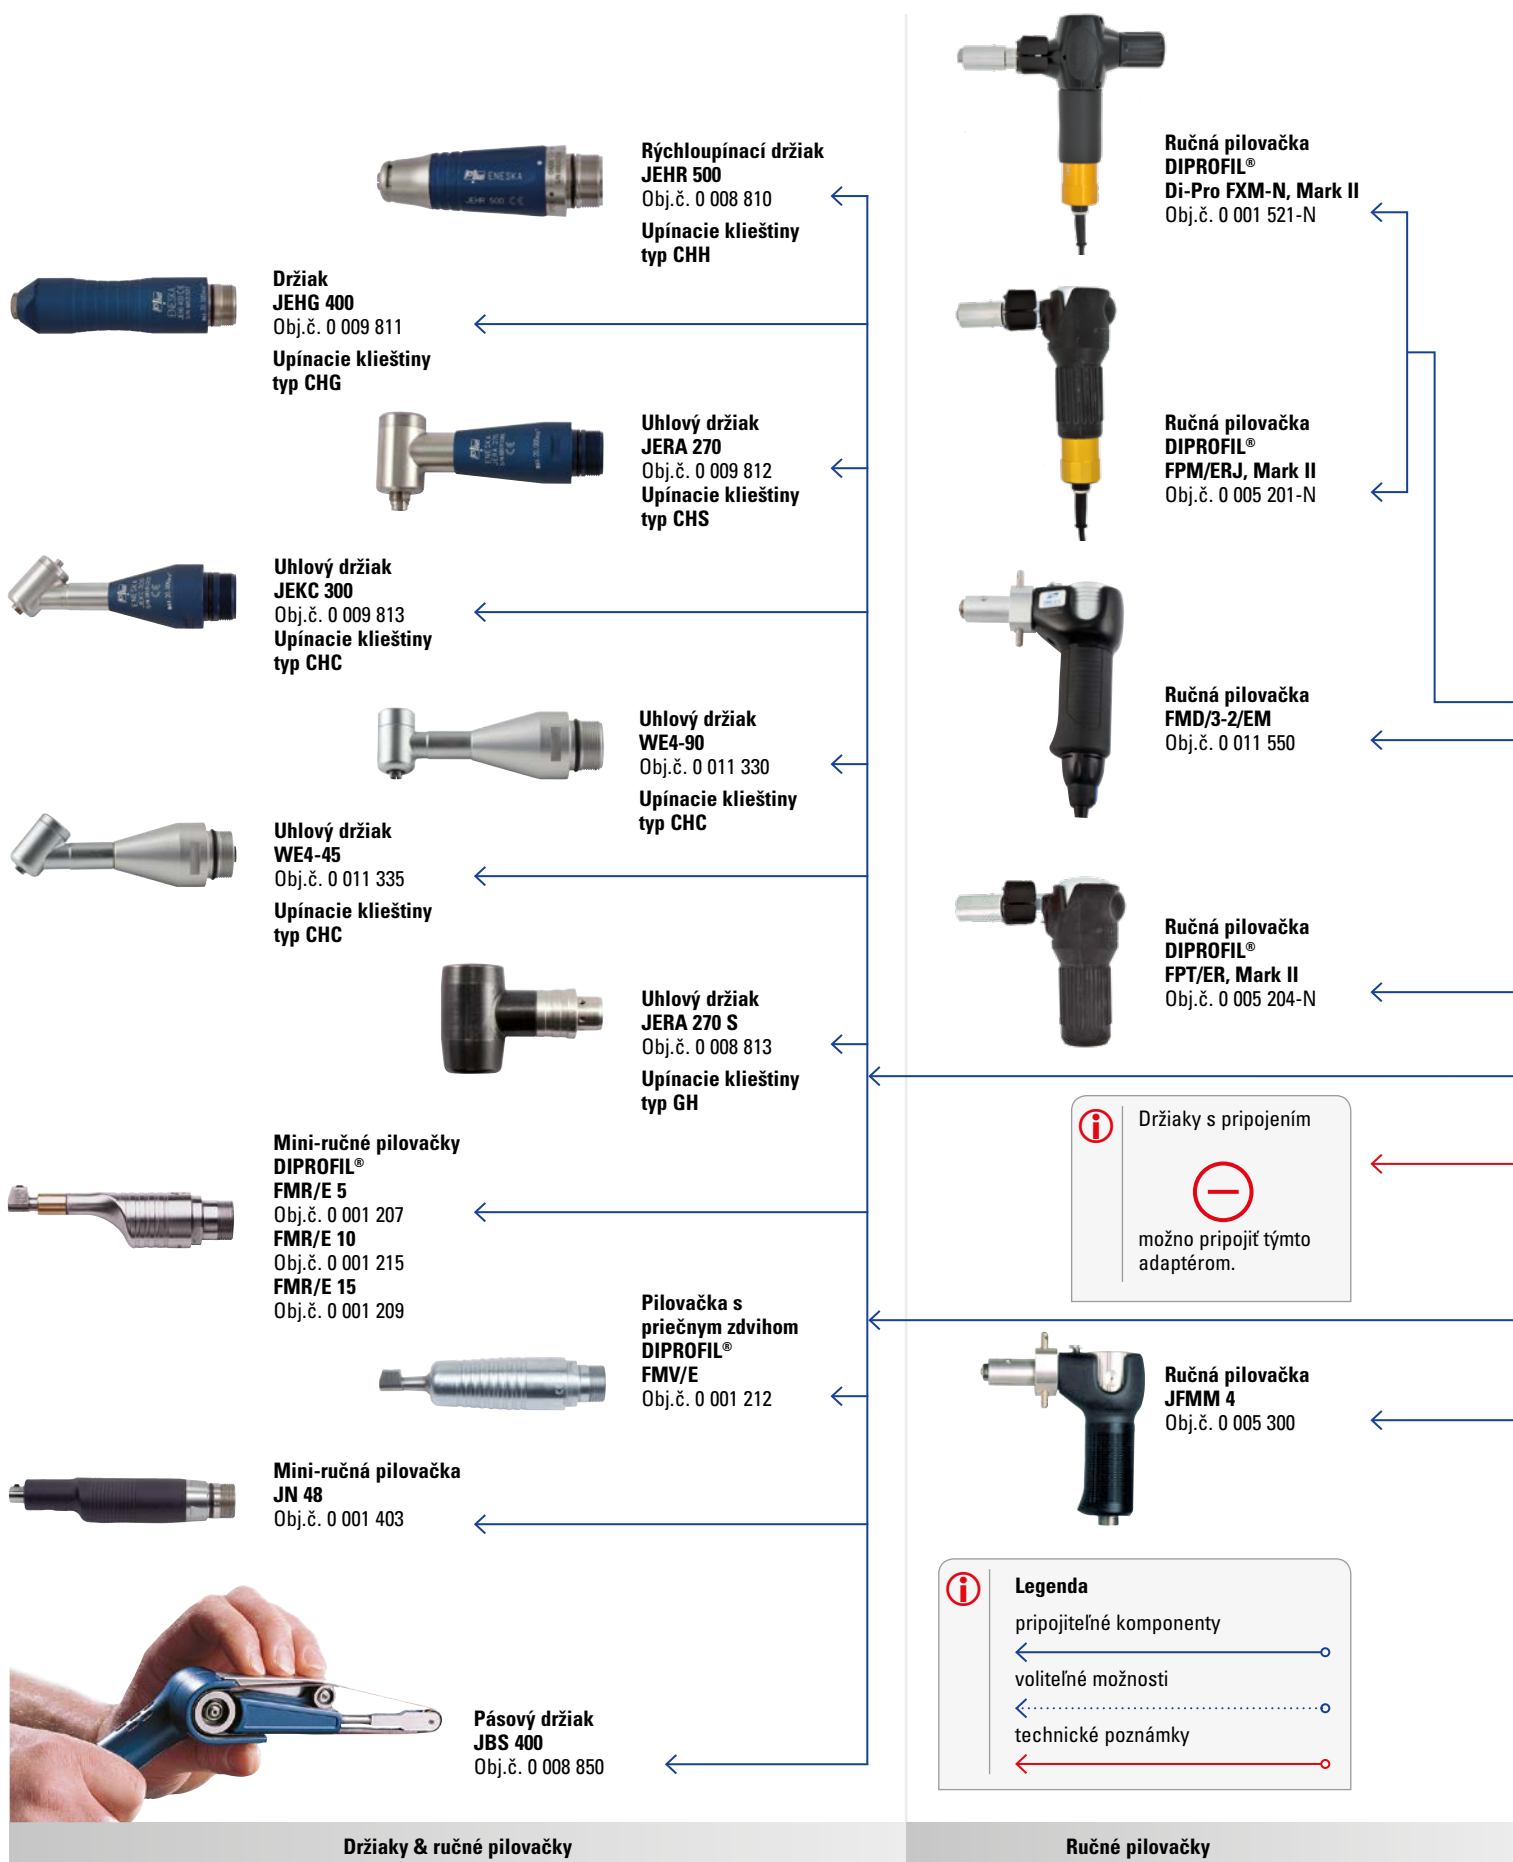 Rýchloupínací držiak
JEHR 500
Obj.č. 0 008 810
Upínacie klieštiny
typ CHH
ENESKA
JEHR 500 CE
Držiak
JEHG 400
Obj.č. 0 009 811
Upínacie klieštiny
typ CHG
Uhlový držiak
JERA 270
Obj.č. 0 009 812
Upínacie klieštiny
typ CHS
Uhlový držiak
JEKC 300
Obj.č. 0 009 813
Upínacie klieštiny
typ CHC
Uhlový držiak
WE4-90
Obj.č. 0 011 330
Upínacie klieštiny
typ CHC
Uhlový držiak
WE4-45
Obj.č. 0 011 335
Upínacie klieštiny
typ CHC
Uhlový držiak
JERA 270 S
Obj.č. 0 008 813
Upínacie klieštiny
typ GH
Mini-ručné pilovačky
DIPROFIL®
FMR/E 5
Obj.č. 0 001 207
FMR/E 10
Obj.č. 0 001 215
FMR/E 15
Obj.č. 0 001 209
Pilovačka s
priečnym zdvihom
DIPROFIL®
FMV/E
Obj.č. 0 001 212
Mini-ručná pilovačka
JN 48
Obj.č. 0 001 403
Pásový držiak
JBS 400
Obj.č. 0 008 850
Držiaky & ručné pilovačky
Ručná pilovačka
DIPROFIL®
Di-Pro FXM-N, Mark II
Obj.č. 0 001 521-N
Ručná pilovačka
DIPROFIL®
FPM/ERJ, Mark II
Obj.č. 0 005 201-N
Ručná pilovačka
FMD/3-2/EM
Obj.č. 0 011 550
Ručná pilovačka
DIPROFIL®
FPT/ER, Mark II
Obj.č. 0 005 204-N
Držiaky s pripojením
možno pripojiť týmto
adaptérom.
Ručná pilovačka
JFMM 4
Obj.č. 0 005 300
Legenda
pripojiteľné komponenty
voliteľné možnosti
technické poznámky
Ručné pilovačky